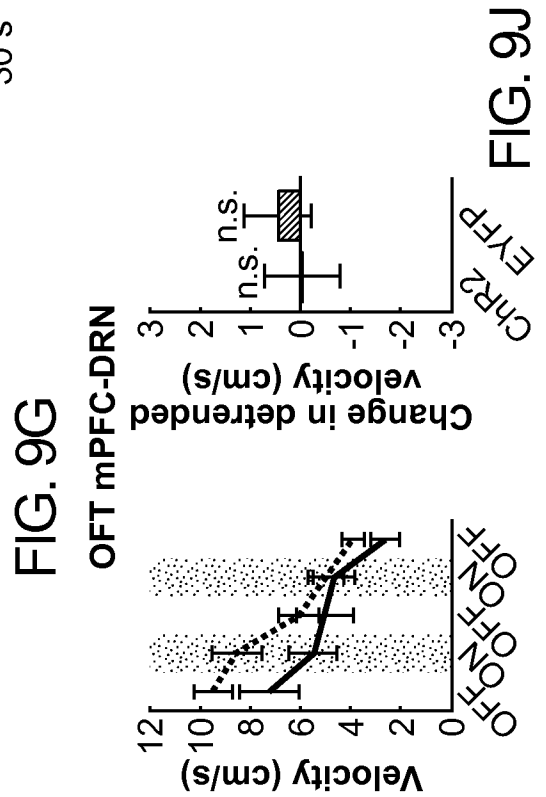 30 s
FIG. 9G
OFT mPFC-DRN
Velocity (cm/s)
12
10
8
6
4
2
0
OFF
ON
OFF
ON
OFF
Change in detrended
velocity (cm/s)
3
2
1
0
-1
-2
-3
n.s.
n.s.
ChR2
EYFP
FIG. 9J